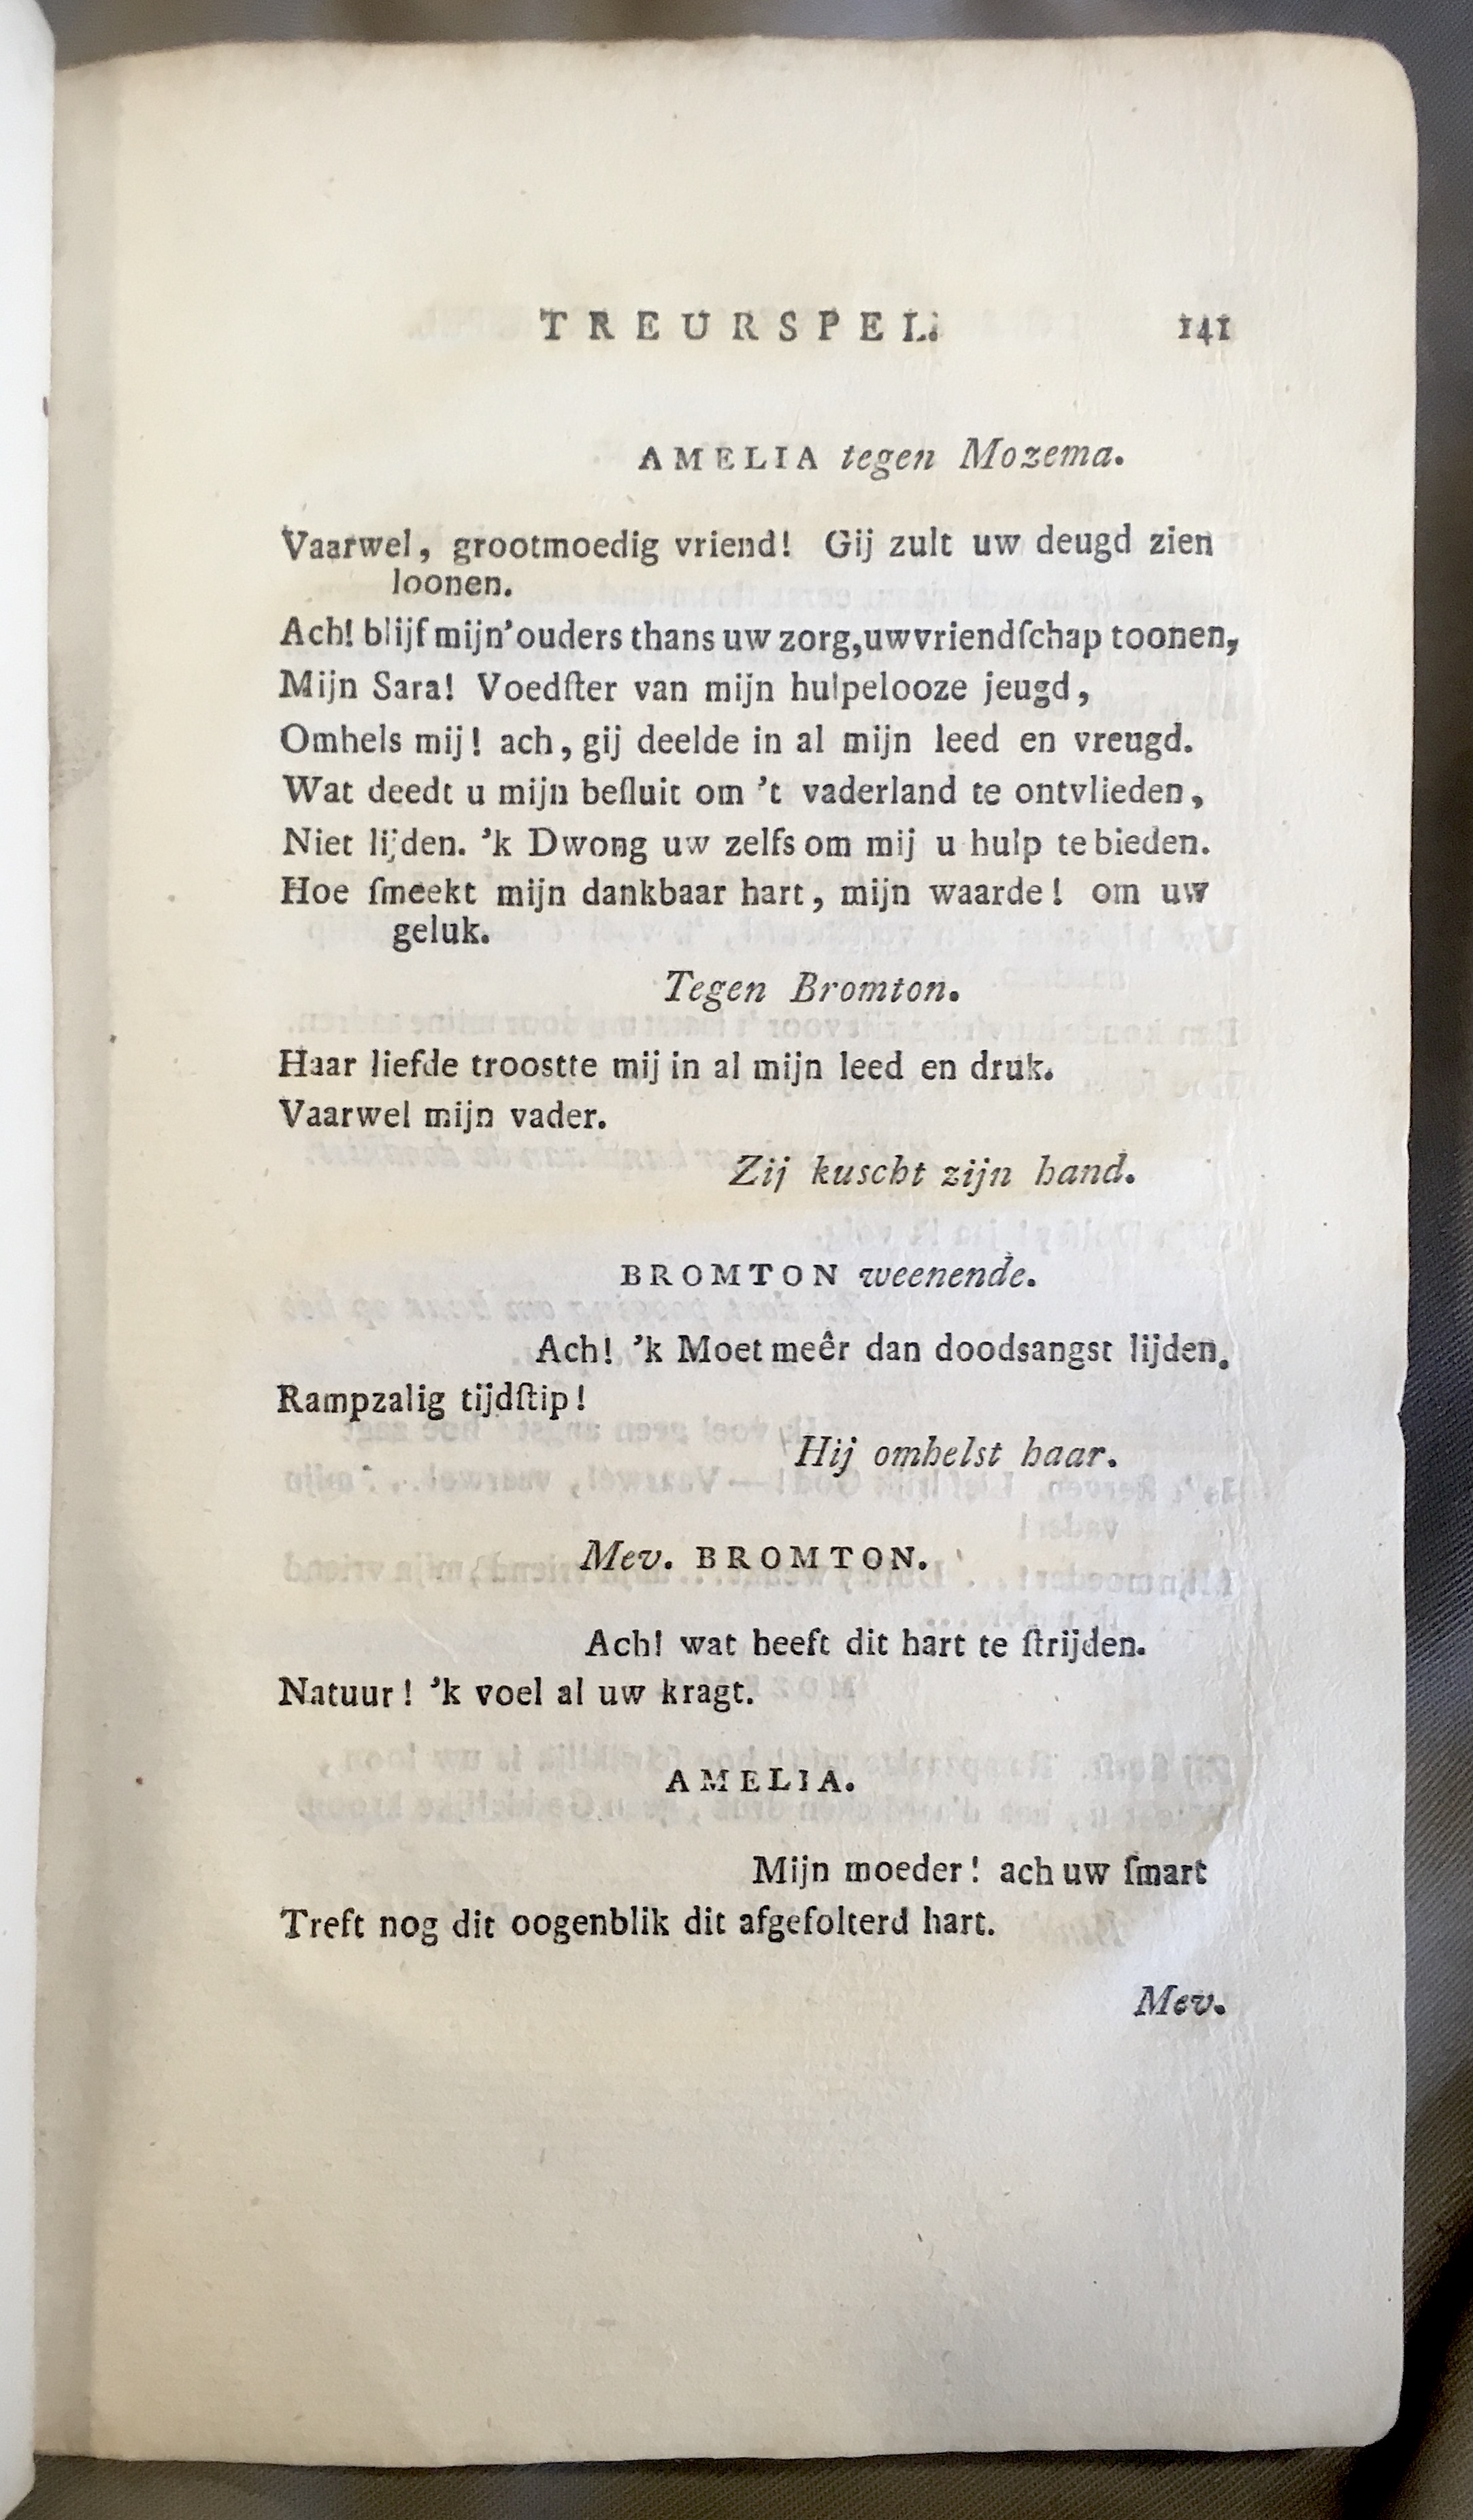 TREURSPEL. 141
AMELIA tegen Mozema.
Vaarwel, grootmoedig vriend! Gij zult uw deugd zien
loonen.
Ach! blijf mijn' ouders thans uw zorg, uw vriendſchap toonen,
Mijn Sara! Voedſter van mijn hulpelooze jeugd,
Omhels mij! ach, gij deelde in al mijn leed en vreugd.
Wat deedt u mijn beſluit om 't vaderland te ontvlieden,
Niet lijden. 'k Dwong uw zelfs om mij u hulp te bieden.
Hoe ſmeekt mijn dankbaar hart, mijn waarde! om uw
geluk.
Tegen Bromton.
Haar liefde troostte mij in al mijn leed en druk.
Vaarwel mijn vader.
Zij kuscht zijn hand.
BROMTON weenende.
Ach! 'k Moet meêr dan doodsangst lijden.
Rampzalig tijdſtip!
Hij omhelst haar.
Mev. BROMTON.
Ach! wat heeft dit hart te ſtrijden.
Natuur! 'k voel al uw kragt.
AMELIA.
Mijn moeder! ach uw ſmart
Treft nog dit oogenblik dit afgefolterd hart.
Mev.